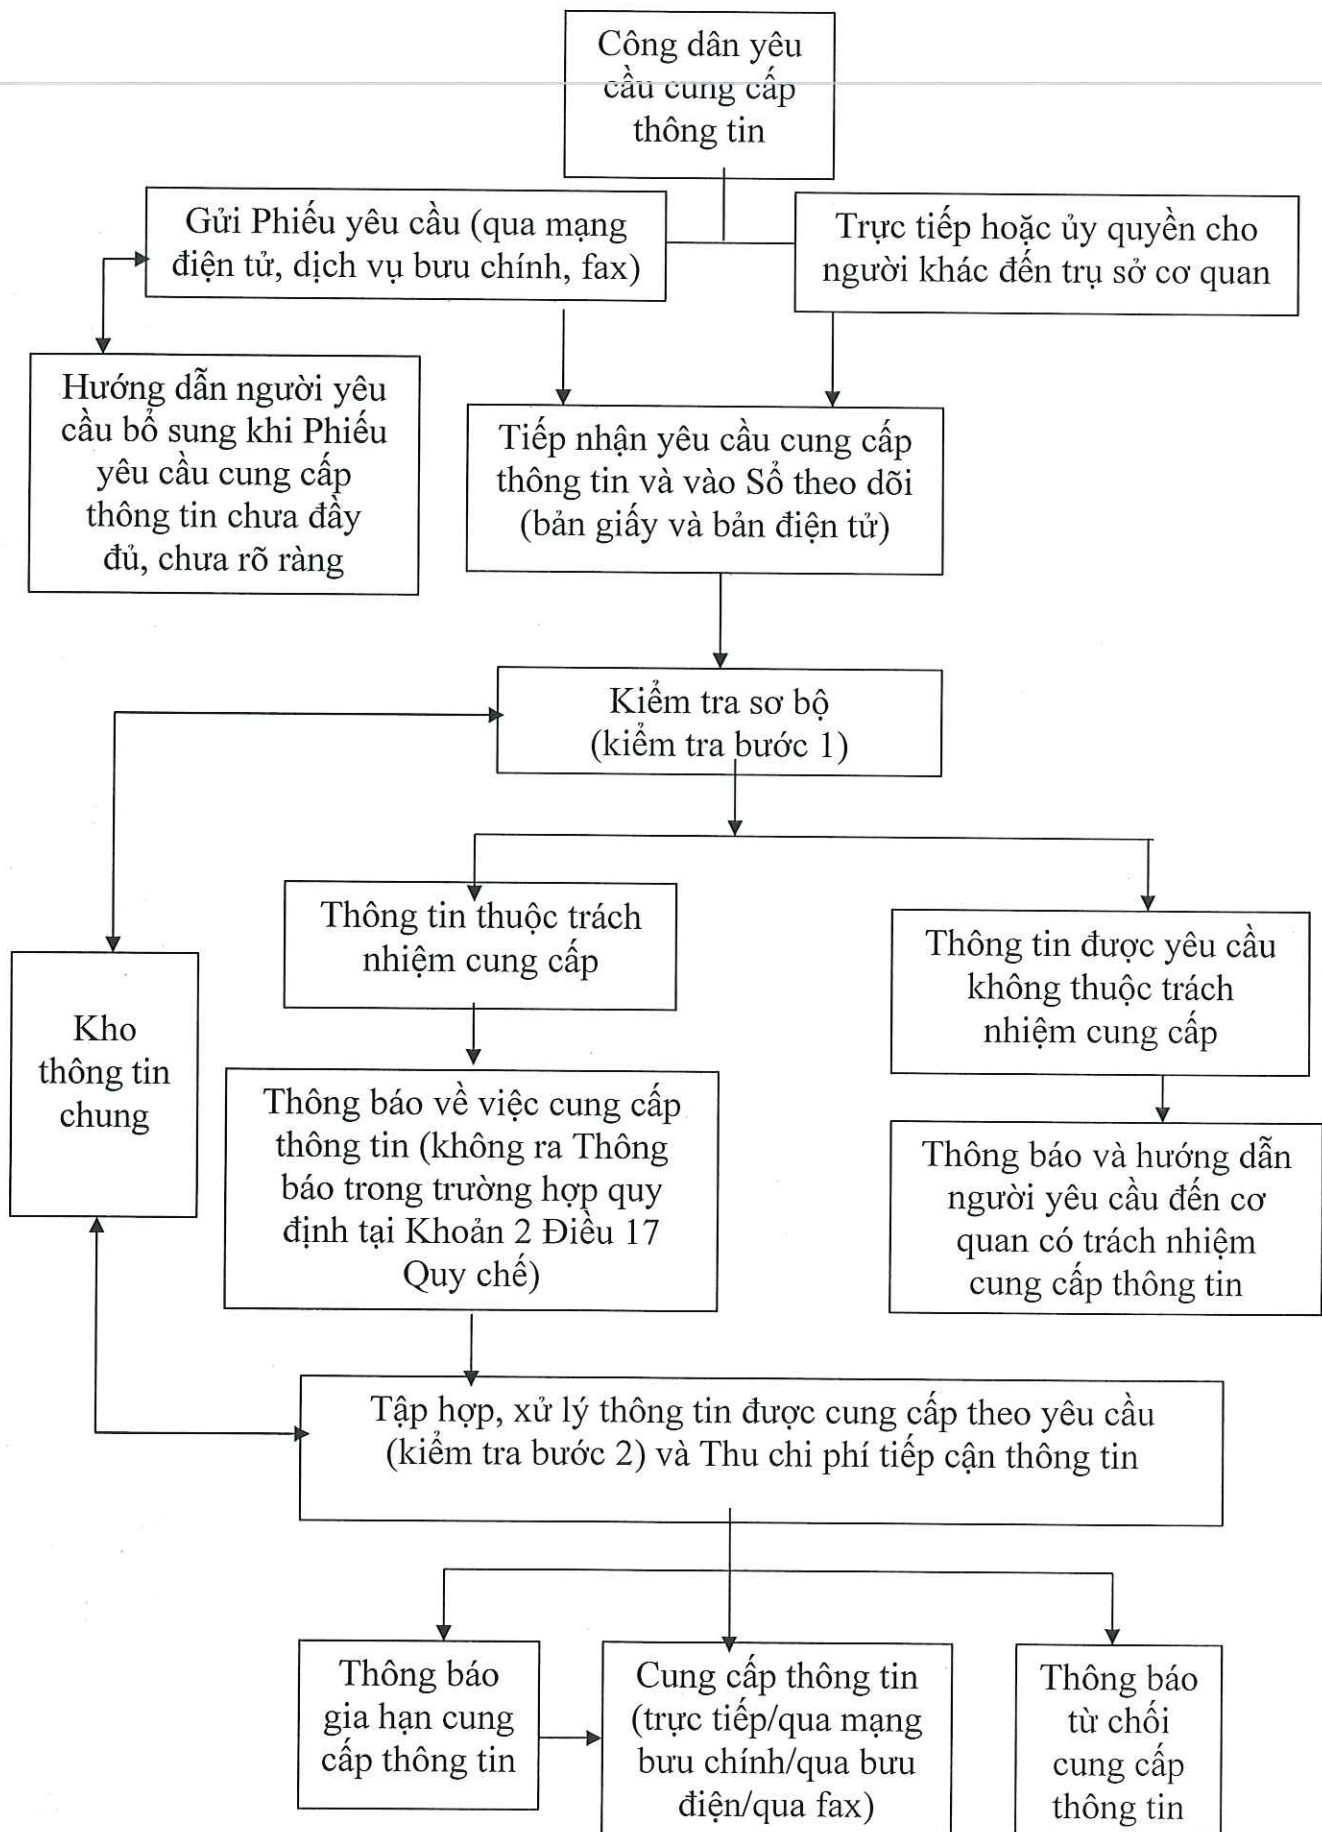 Công dân yêu
cầu cung cấp
thông tin
Gửi Phiếu yêu cầu (qua mạng
điện tử, dịch vụ bưu chính, fax)
Trực tiếp hoặc ủy quyền cho
người khác đến trụ sở cơ quan
Hướng dẫn người yêu
cầu bổ sung khi Phiếu
yêu cầu cung cấp
thông tin chưa đầy
đủ, chưa rõ ràng
Tiếp nhận yêu cầu cung cấp
thông tin và vào Sổ theo dõi
(bản giấy và bản điện tử)
Kiểm tra sơ bộ
(kiểm tra bước 1)
Thông tin thuộc trách
nhiệm cung cấp
Thông tin được yêu cầu
không thuộc trách
nhiệm cung cấp
Kho
thông tin
chung
Thông báo về việc cung cấp
thông tin (không ra Thông
báo trong trường hợp quy
định tại Khoản 2 Điều 17
Quy chế)
Thông báo và hướng dẫn
người yêu cầu đến cơ
quan có trách nhiệm
cung cấp thông tin
Tập hợp, xử lý thông tin được cung cấp theo yêu cầu
(kiểm tra bước 2) và Thu chi phí tiếp cận thông tin
Thông báo
gia hạn cung
cấp thông tin
Cung cấp thông tin
(trực tiếp/qua mạng
bưu chính/qua bưu
điện/qua fax)
Thông báo
từ chối
cung cấp
thông tin